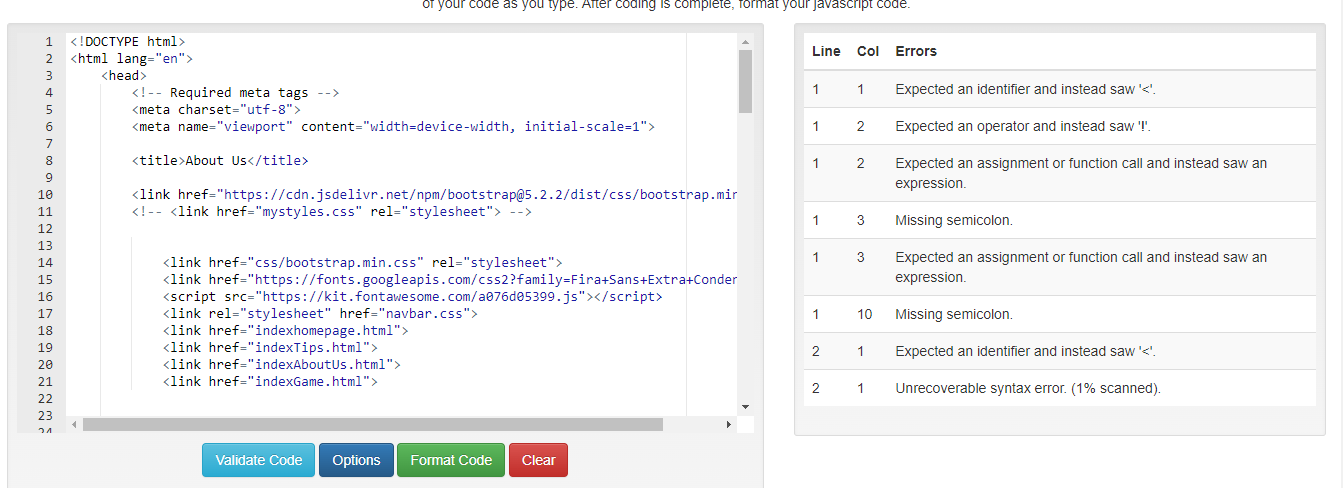 of your code as you type. After coding is complete, format your javascript code.
1 <!DOCTYPE html>
2 <html lang="en">
3 <head>
4 <!-- Required meta tags -->
5 <meta charset="utf-8">
6 <meta name="viewport" content="width=device-width, initial-scale=1">
7
8 <title>About Us</title>
9
10 <link href="https://cdn.jsdelivr.net/npm/bootstrap@5.2.2/dist/css/bootstrap.mir
11 <!-- <link href="mystyles.css" rel="stylesheet"> -->
12
13
14 <link href="css/bootstrap.min.css" rel="stylesheet">
15 <link href="https://fonts.googleapis.com/css2?family=Fira+Sans+Extra+Conder
16 <script src="https://kit.fontawesome.com/a076d05399.js"></script>
17 <link rel="stylesheet" href="navbar.css">
18 <link href="indexhomepage.html">
19 <link href="indexTips.html">
20 <link href="indexAboutUs.html">
21 <link href="indexGame.html">
22
23
24
Validate Code Options Format Code Clear
Line Col Errors
1 1 Expected an identifier and instead saw '<'.
1 2 Expected an operator and instead saw '!'.
1 2 Expected an assignment or function call and instead saw an
expression.
1 3 Missing semicolon.
1 3 Expected an assignment or function call and instead saw an
expression.
1 10 Missing semicolon.
2 1 Expected an identifier and instead saw '<'.
2 1 Unrecoverable syntax error. (1% scanned).